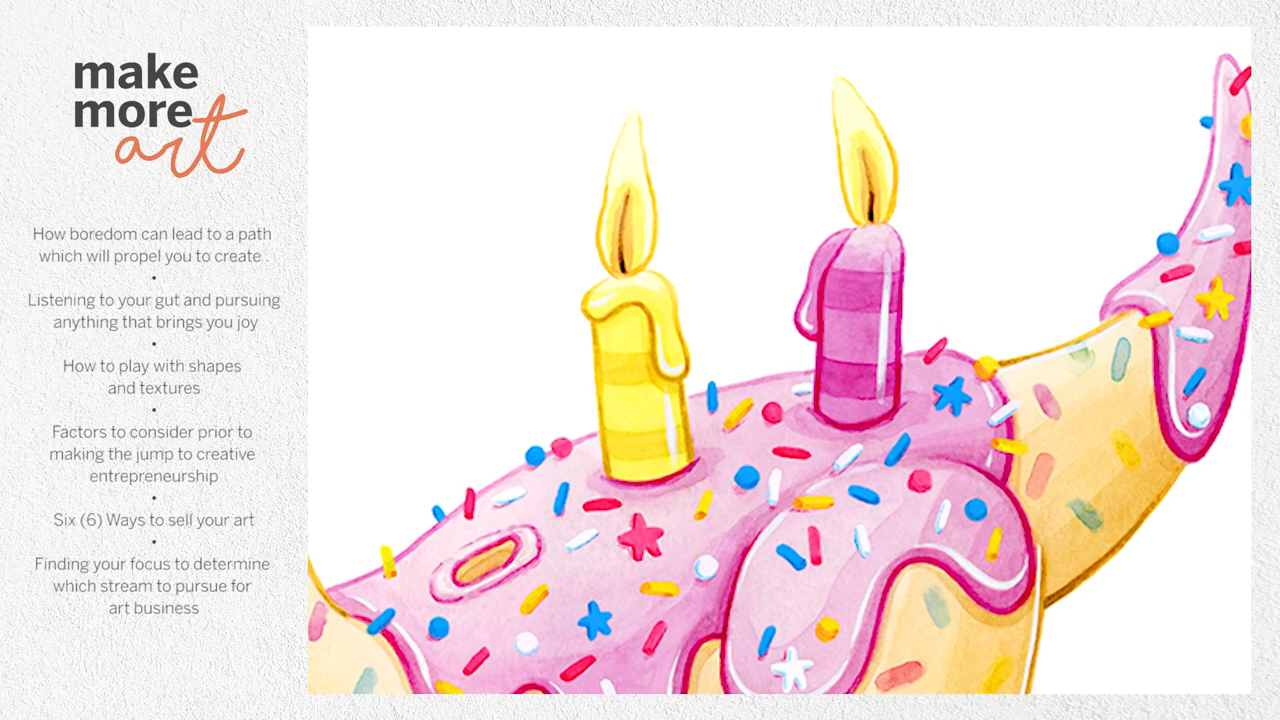 make
more
art
How boredom can lead to a path
which will propel you to create .
•
Listening to your gut and pursuing
anything that brings you joy
•
How to play with shapes
and textures
•
Factors to consider prior to
making the jump to creative
entrepreneurship
•
Six (6) Ways to sell your art
•
Finding your focus to determine
which stream to pursue for
art business